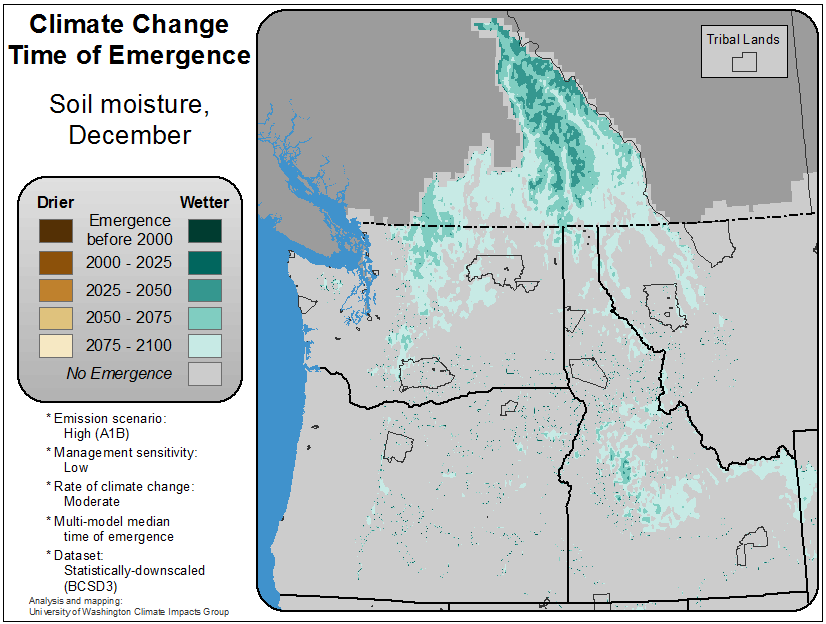 Climate Change
Time of Emergence
Soil moisture,
December
Drier Wetter
Emergence
before 2000
2000 - 2025
2025 - 2050
2050 - 2075
2075 - 2100
No Emergence
* Emission scenario:
High (A1B)
* Management sensitivity:
Low
* Rate of climate change:
Moderate
* Multi-model median
time of emergence
* Dataset:
Statistically-downscaled
(BCSD3)
Analysis and mapping:
University of Washington Climate Impacts Group
Tribal Lands